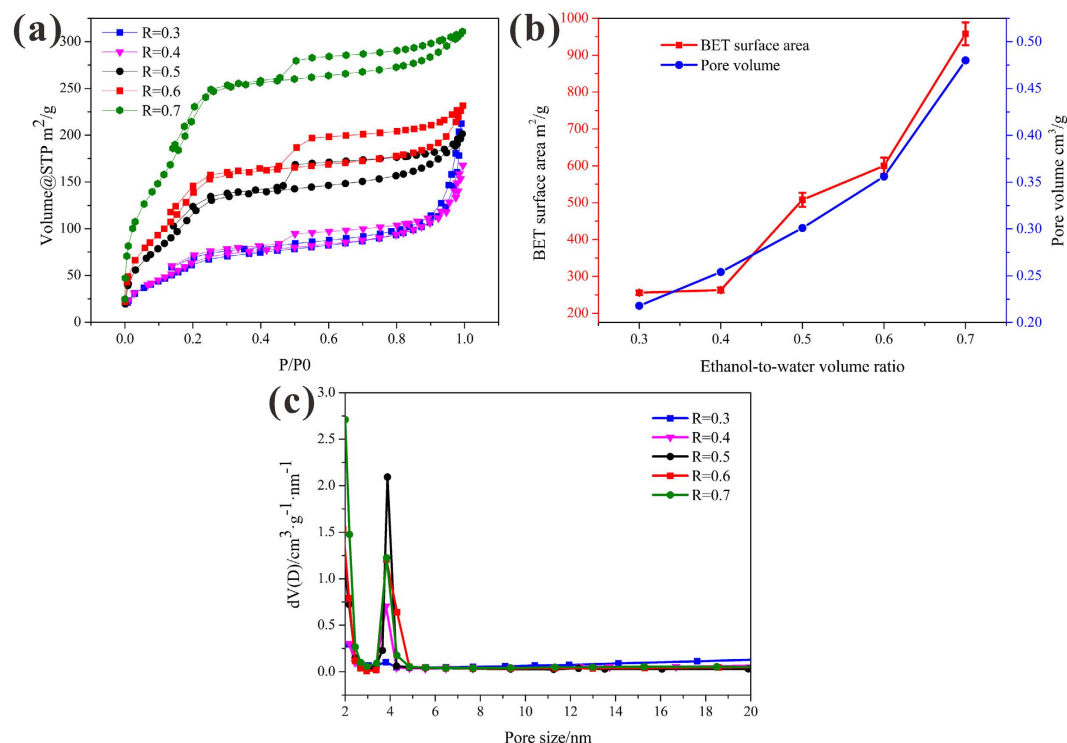 (a)
R=0.3
R=0.4
R=0.5
R=0.6
R=0.7
Volume@STP m²/g
300
250
200
150
100
50
0
0.0 0.2 0.4 0.6 0.8 1.0
P/P0
(b)
BET surface area
Pore volume
BET surface area m²/g
1000
900
800
700
600
500
400
300
200
Pore volume cm³/g
0.50
0.45
0.40
0.35
0.30
0.25
0.20
0.3 0.4 0.5 0.6 0.7
Ethanol-to-water volume ratio
(c)
R=0.3
R=0.4
R=0.5
R=0.6
R=0.7
dV(D)/cm³·g⁻¹·nm⁻¹
3.0
2.5
2.0
1.5
1.0
0.5
0.0
2 4 6 8 10 12 14 16 18 20
Pore size/nm